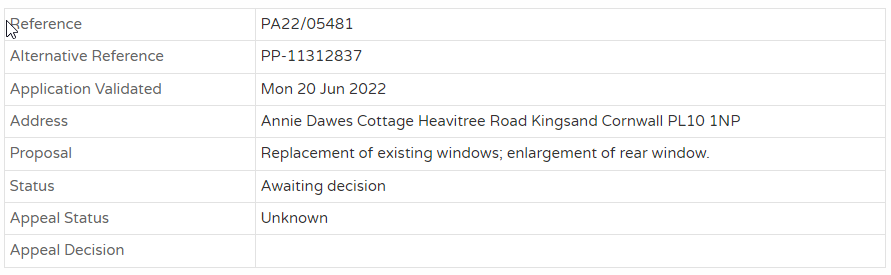 Reference PA22/05481
Alternative Reference PP-11312837
Application Validated Mon 20 Jun 2022
Address Annie Dawes Cottage Heavitree Road Kingsand Cornwall PL10 1NP
Proposal Replacement of existing windows; enlargement of rear window.
Status Awaiting decision
Appeal Status Unknown
Appeal Decision